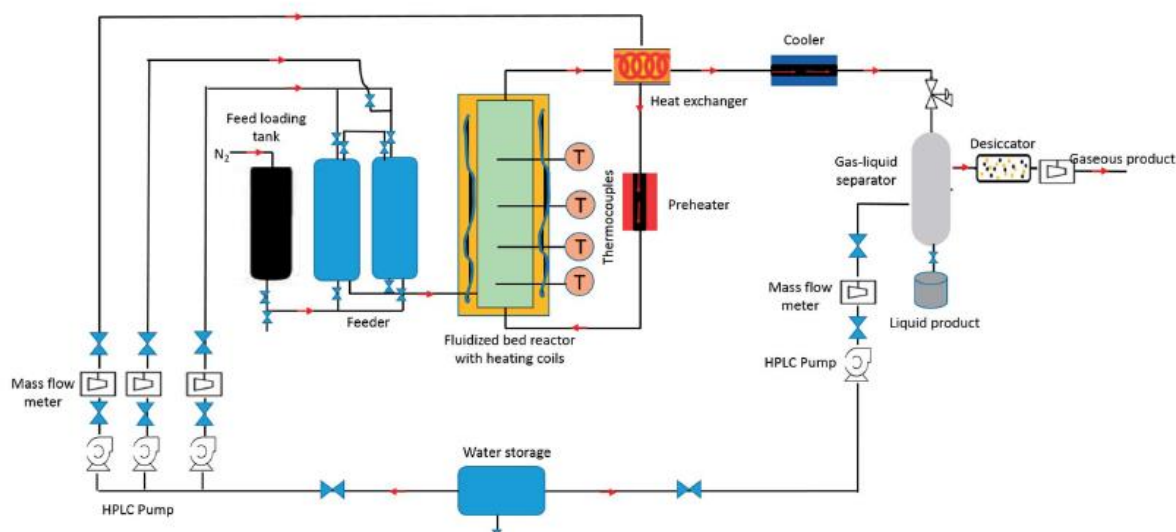 Cooler
Heat exchanger
Feed loading
tank
N2
Desiccator
Gaseous product
Gas-liquid
separator
T
T
T
T
Thermocouples
Preheater
Feeder
Fluidized bed reactor
with heating coils
Mass flow
meter
Liquid product
HPLC Pump
Mass flow
meter
Water storage
HPLC Pump